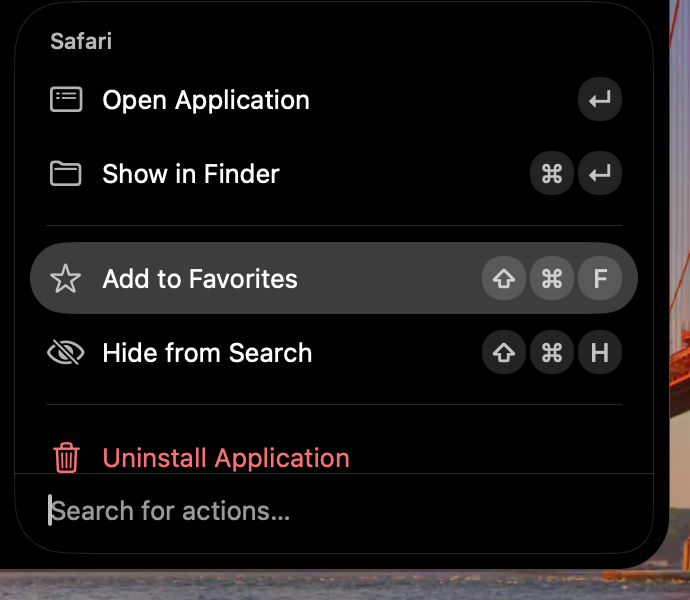 Safari
Open Application ↵
Show in Finder ⌘ ↵
Add to Favorites ⇧ ⌘ F
Hide from Search ⇧ ⌘ H
Uninstall Application
Search for actions...